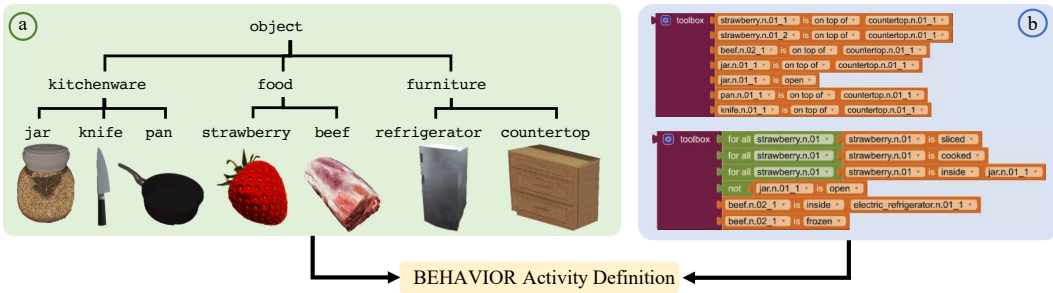 a
object
kitchenware food furniture
jar knife pan strawberry beef refrigerator countertop
b
toolbox strawberry.n.01_1 is on top of countertop.n.01_1
strawberry.n.01_2 is on top of countertop.n.01_1
beef.n.02_1 is on top of countertop.n.01_1
jar.n.01_1 is on top of countertop.n.01_1
jar.n.01_1 is open
pan.n.01_1 is on top of countertop.n.01_1
knife.n.01_1 is on top of countertop.n.01_1
toolbox for all strawberry.n.01 strawberry.n.01 is sliced
for all strawberry.n.01 strawberry.n.01 is cooked
for all strawberry.n.01 strawberry.n.01 is inside jar.n.01_1
not jar.n.01_1 is open
beef.n.02_1 is inside electric_refrigerator.n.01_1
beef.n.02_1 is frozen
BEHAVIOR Activity Definition